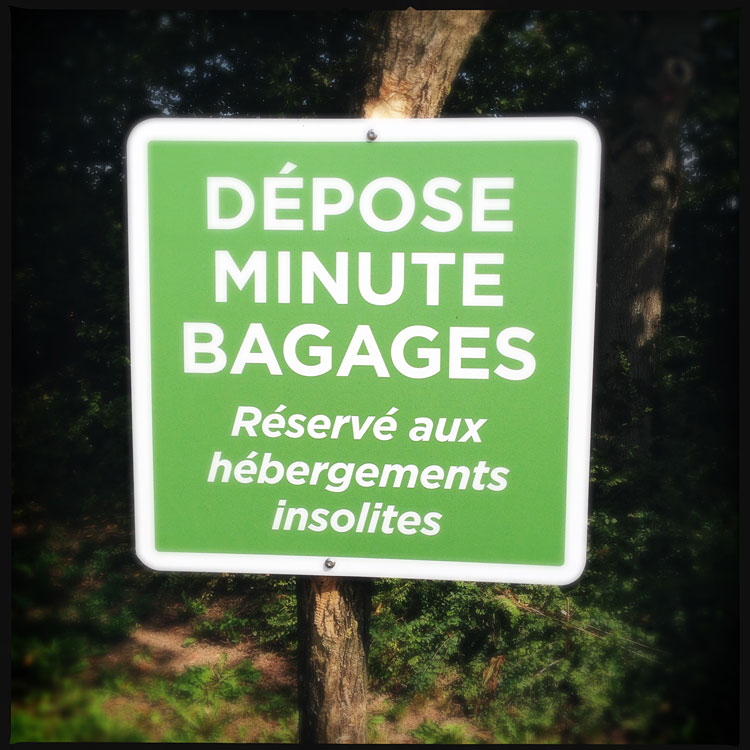 DÉPOSE
MINUTE
BAGAGES
Réservé aux
hébergements
insolites